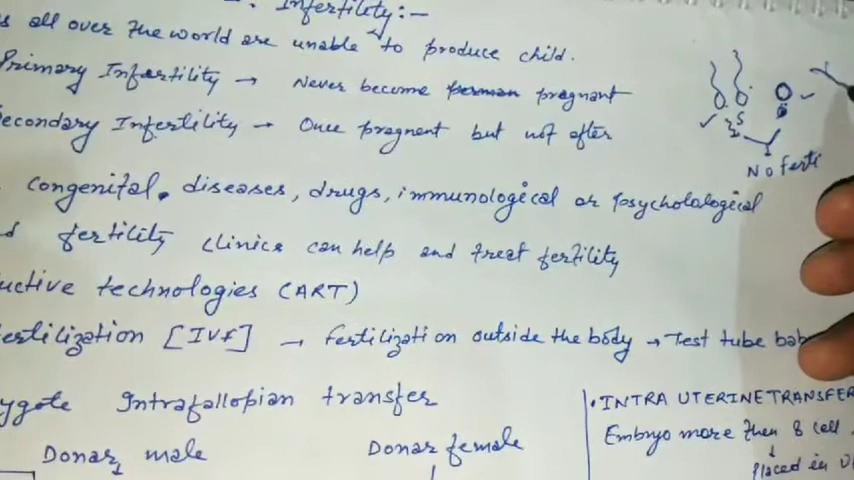 Infertility:-
s all over the world are unable to produce child.
Primary Infertility → Never become pregnant
Secondary Infertility → Once pregnant but not after
No Ferti
congenital. diseases, drugs, immunological or psycholalogical
d fertility clinics can help and treat fertility
uctive technologies (ART)
ertilization [IVF] → fertilization outside the body → Test tube bab
ygote Intrafallopian transfer
Donar male
Donar female
• INTRA UTERINE TRANSFER
Embryo more then 8 cell
placed in U